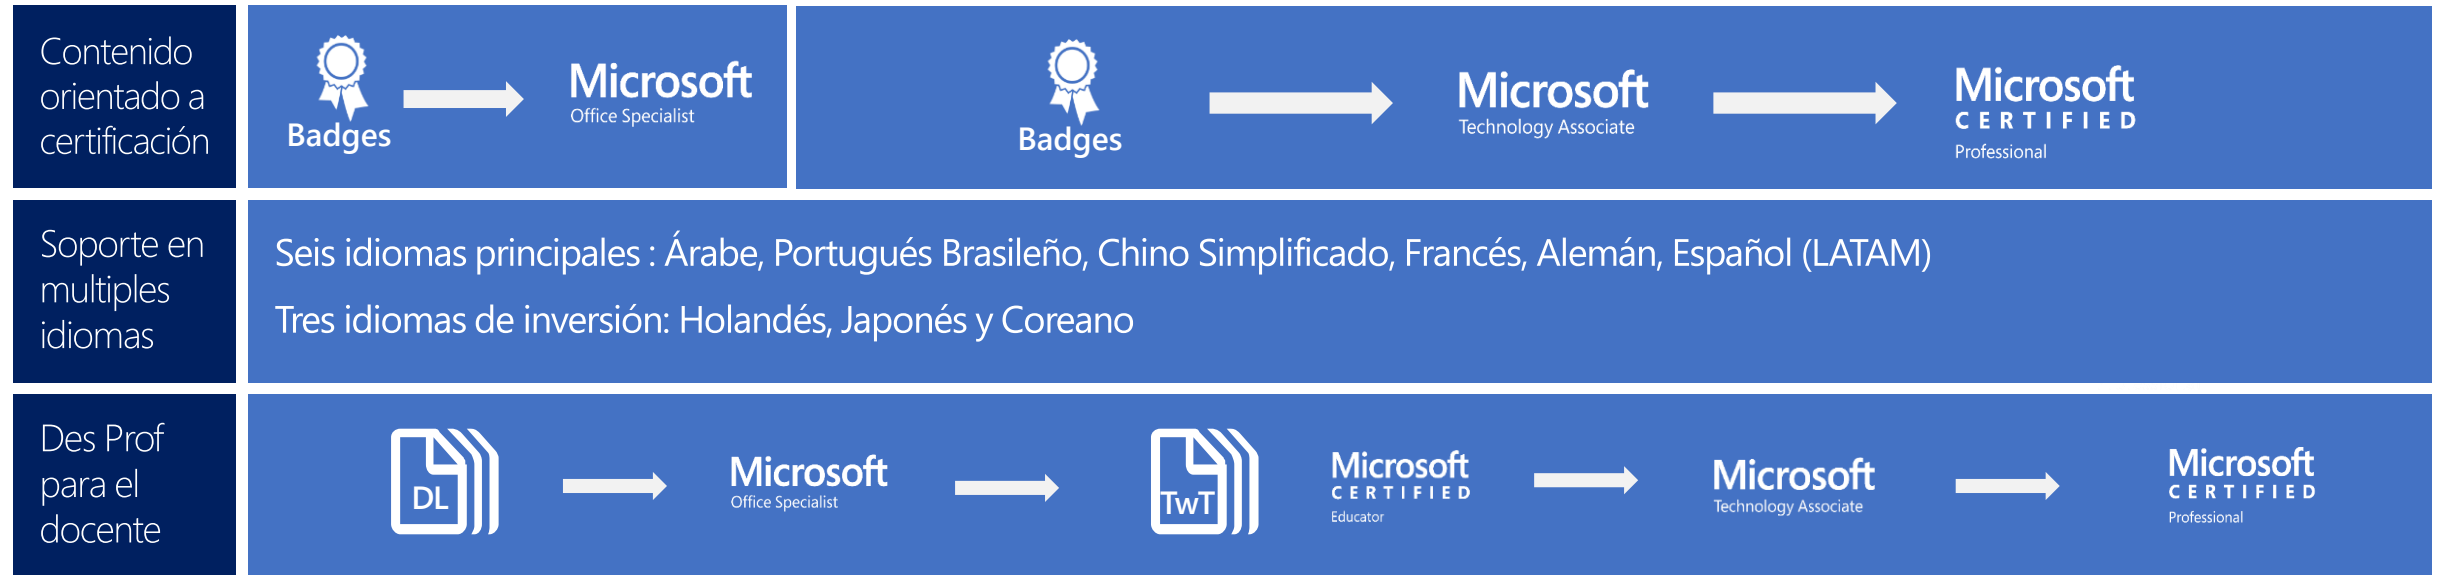 Contenido
orientado a
certificación
Badges
Microsoft
Office Specialist
Badges
Microsoft
Technology Associate
Microsoft
CERTIFIED
Professional
Soporte en
multiples
idiomas
Seis idiomas principales : Árabe, Portugués Brasileño, Chino Simplificado, Francés, Alemán, Español (LATAM)
Tres idiomas de inversión: Holandés, Japonés y Coreano
Des Prof
para el
docente
DL
Microsoft
Office Specialist
TwT
Microsoft
CERTIFIED
Educator
Microsoft
Technology Associate
Microsoft
CERTIFIED
Professional